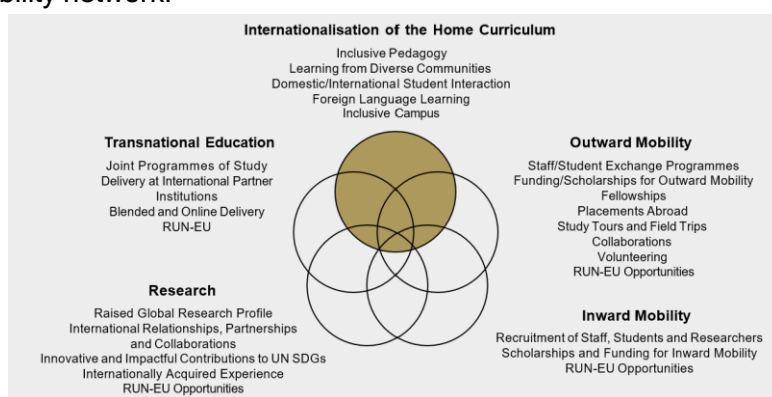 bility network.
Internationalisation of the Home Curriculum
Inclusive Pedagogy
Learning from Diverse Communities
Domestic/International Student Interaction
Foreign Language Learning
Inclusive Campus
Transnational Education
Joint Programmes of Study
Delivery at International Partner
Institutions
Blended and Online Delivery
RUN-EU
Outward Mobility
Staff/Student Exchange Programmes
Funding/Scholarships for Outward Mobility
Fellowships
Placements Abroad
Study Tours and Field Trips
Collaborations
Volunteering
RUN-EU Opportunities
Research
Raised Global Research Profile
International Relationships, Partnerships
and Collaborations
Innovative and Impactful Contributions to UN SDGs
Internationally Acquired Experience
RUN-EU Opportunities
Inward Mobility
Recruitment of Staff, Students and Researchers
Scholarships and Funding for Inward Mobility
RUN-EU Opportunities